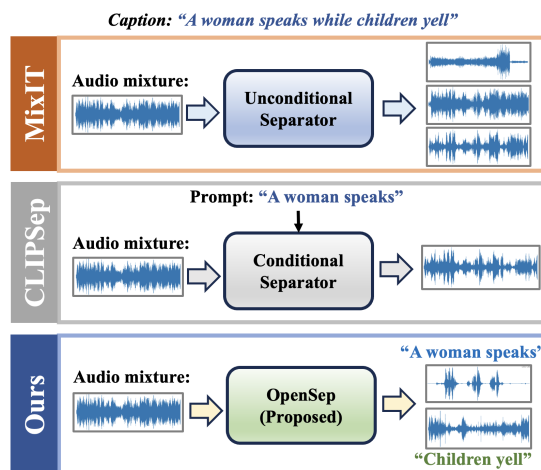 Caption: “A woman speaks while children yell”
MixIT
Audio mixture:
Unconditional
Separator
CLIPSep
Prompt: “A woman speaks”
Audio mixture:
Conditional
Separator
Ours
Audio mixture:
OpenSep
(Proposed)
“A woman speaks”
“Children yell”